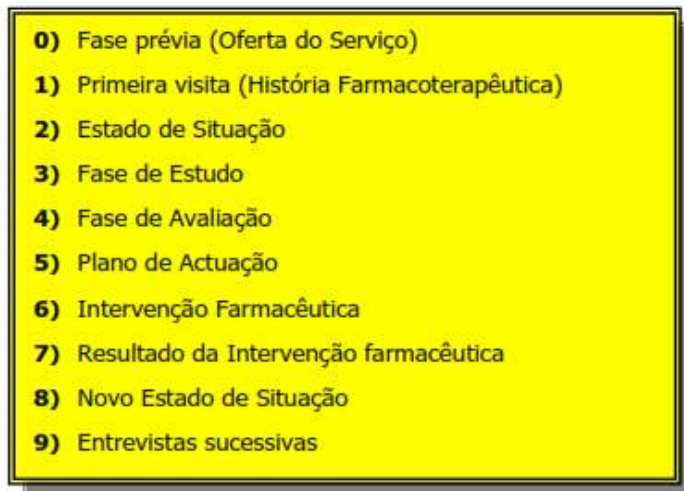 0) Fase prévia (Oferta do Serviço)
1) Primeira visita (História Farmacoterapêutica)
2) Estado de Situação
3) Fase de Estudo
4) Fase de Avaliação
5) Plano de Actuação
6) Intervenção Farmacêutica
7) Resultado da Intervenção farmacêutica
8) Novo Estado de Situação
9) Entrevistas sucessivas